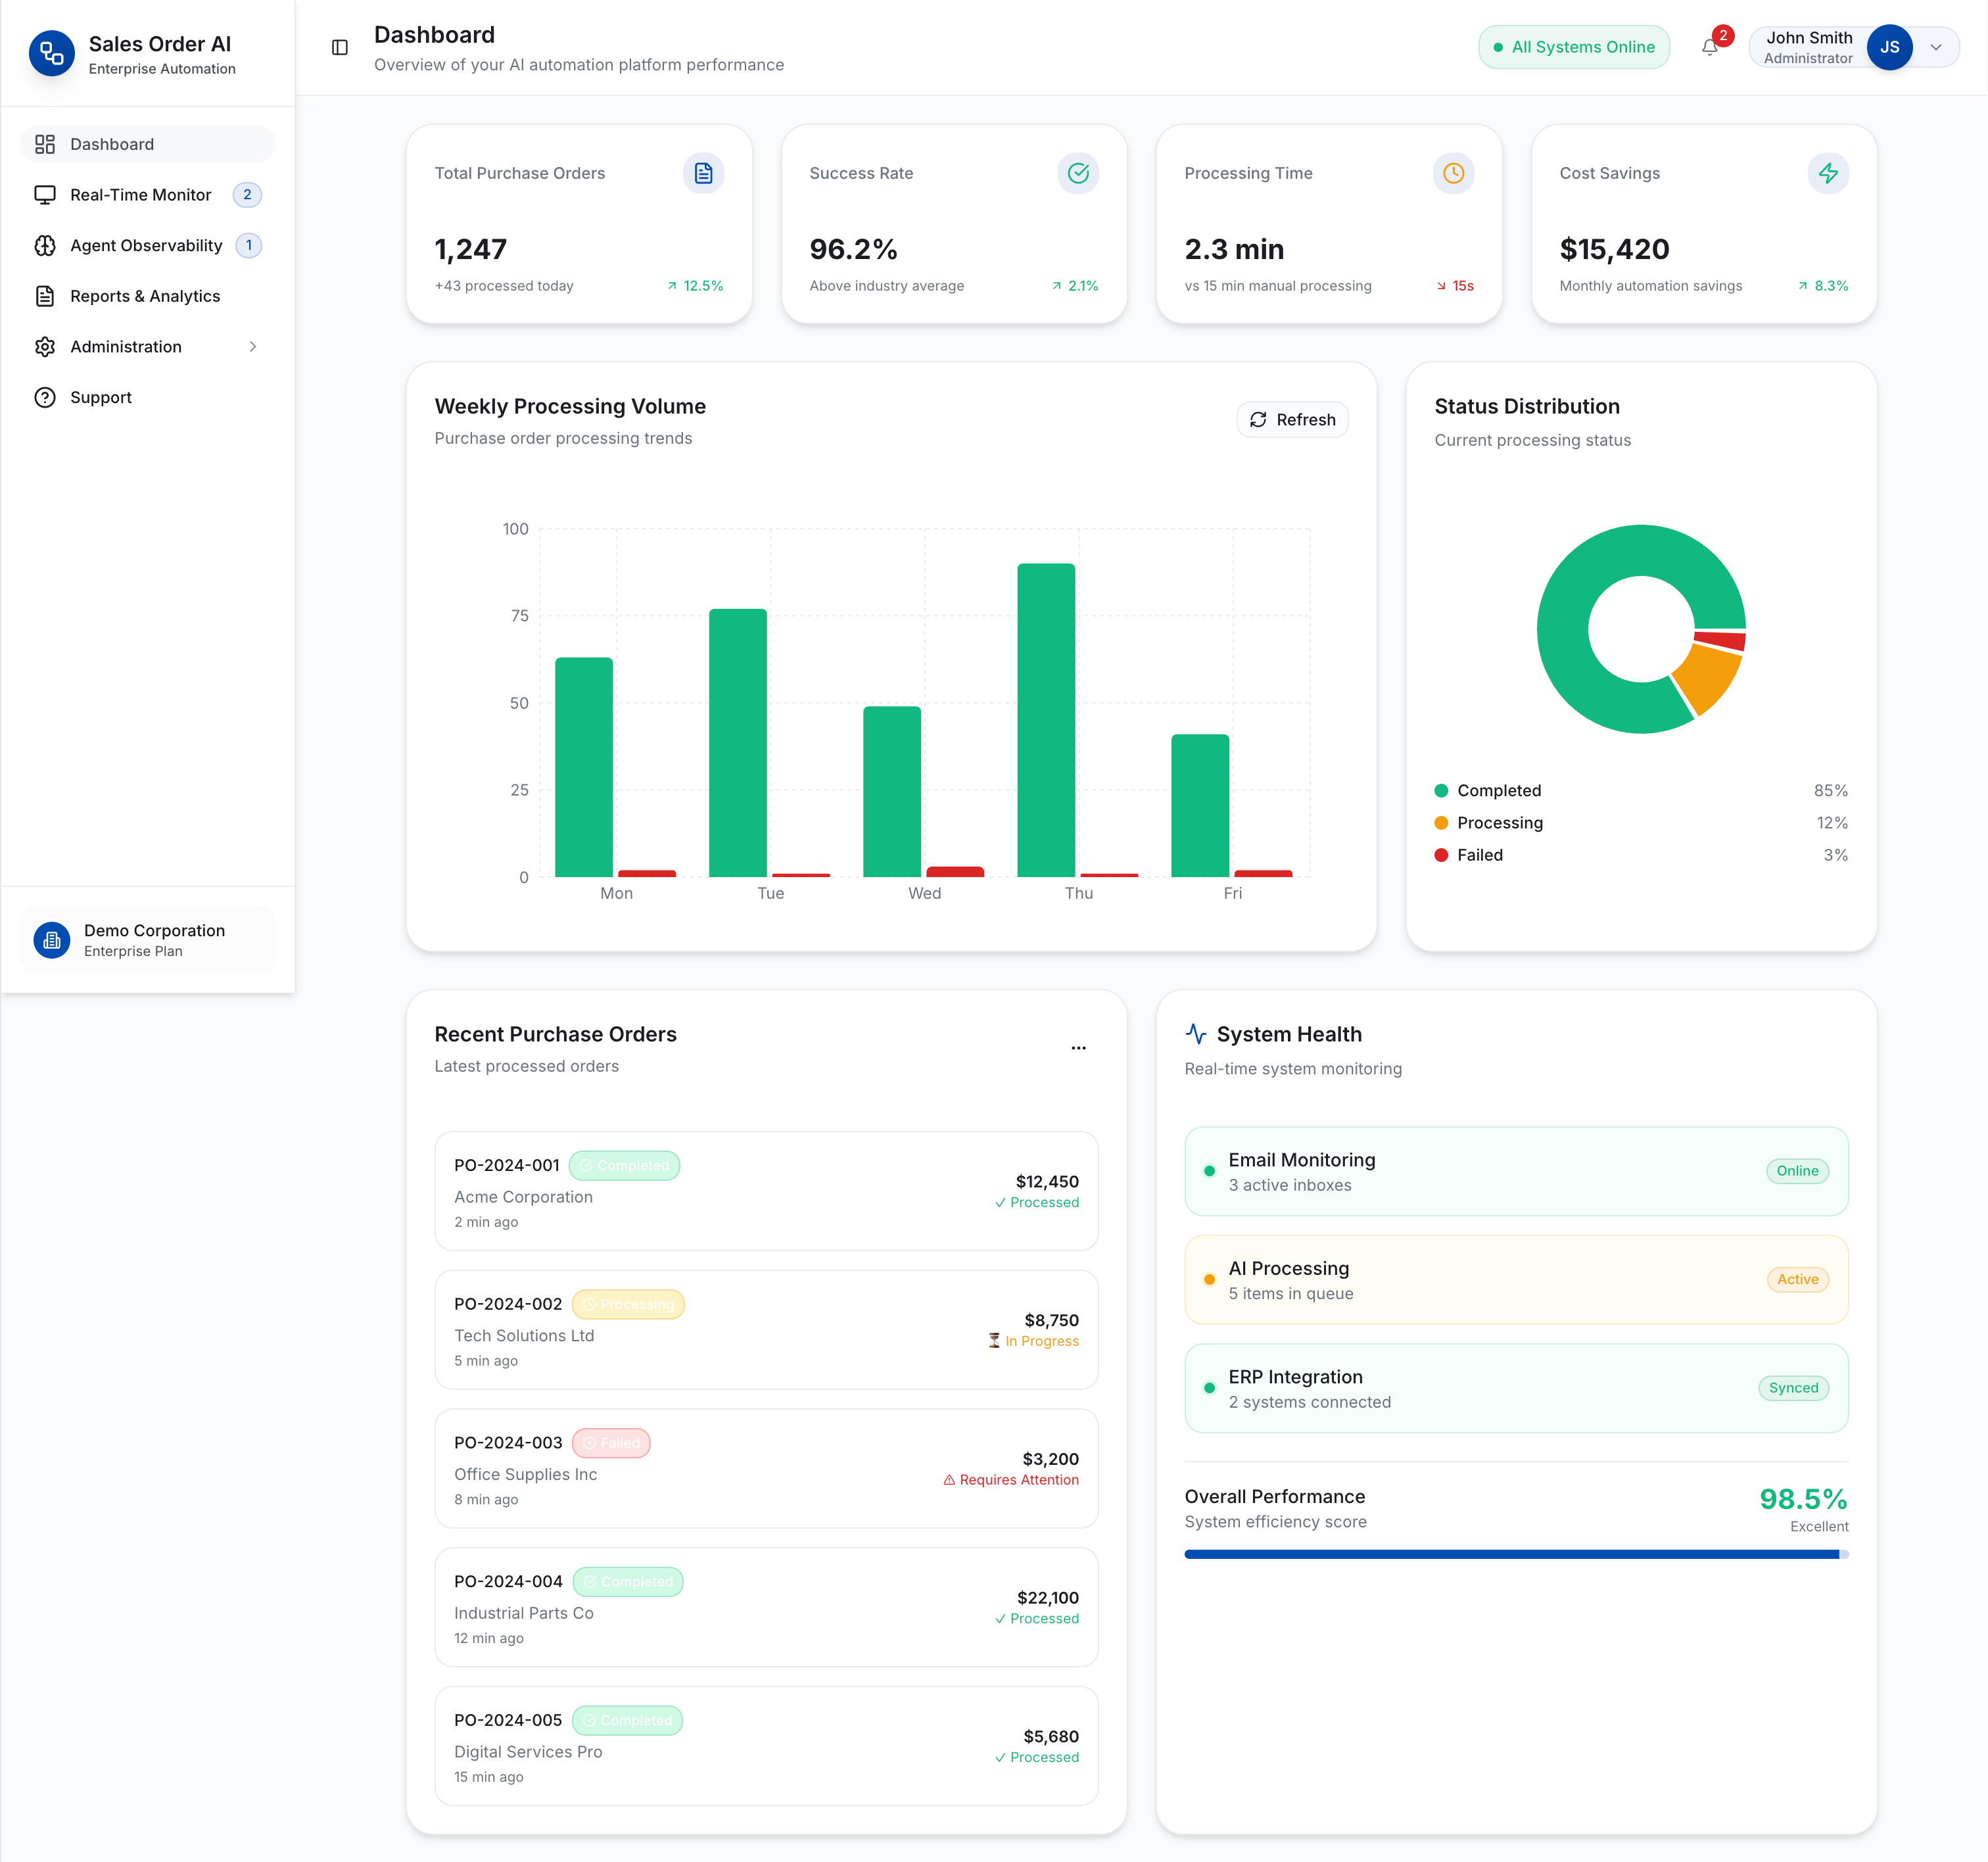 Sales Order AI
Enterprise Automation
Dashboard
Real-Time Monitor 2
Agent Observability 1
Reports & Analytics
Administration
Support
Demo Corporation
Enterprise Plan
Dashboard
Overview of your AI automation platform performance
All Systems Online
2
John Smith
Administrator
JS
Total Purchase Orders
1,247
+43 processed today 12.5%
Success Rate
96.2%
Above industry average 2.1%
Processing Time
2.3 min
vs 15 min manual processing 15s
Cost Savings
$15,420
Monthly automation savings 8.3%
Weekly Processing Volume
Purchase order processing trends
Refresh
100
75
50
25
0
Mon Tue Wed Thu Fri
Status Distribution
Current processing status
Completed 85%
Processing 12%
Failed 3%
Recent Purchase Orders
Latest processed orders
...
PO-2024-001 Completed
Acme Corporation
2 min ago
$12,450
✓ Processed
PO-2024-002 Processing
Tech Solutions Ltd
5 min ago
$8,750
⏳ In Progress
PO-2024-003 Failed
Office Supplies Inc
8 min ago
$3,200
⚠ Requires Attention
PO-2024-004 Completed
Industrial Parts Co
12 min ago
$22,100
✓ Processed
PO-2024-005 Completed
Digital Services Pro
15 min ago
$5,680
✓ Processed
System Health
Real-time system monitoring
Email Monitoring
3 active inboxes
Online
AI Processing
5 items in queue
Active
ERP Integration
2 systems connected
Synced
Overall Performance
System efficiency score
98.5%
Excellent